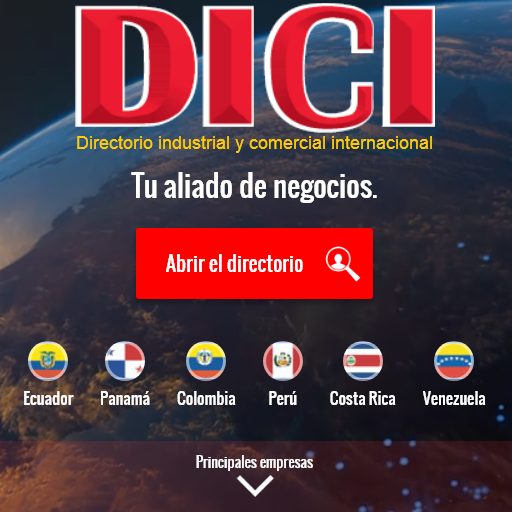 DICI
Directorio industrial y comercial internacional
Tu aliado de negocios.
Abrir el directorio
Ecuador Panamá Colombia Perú Costa Rica Venezuela
Principales empresas